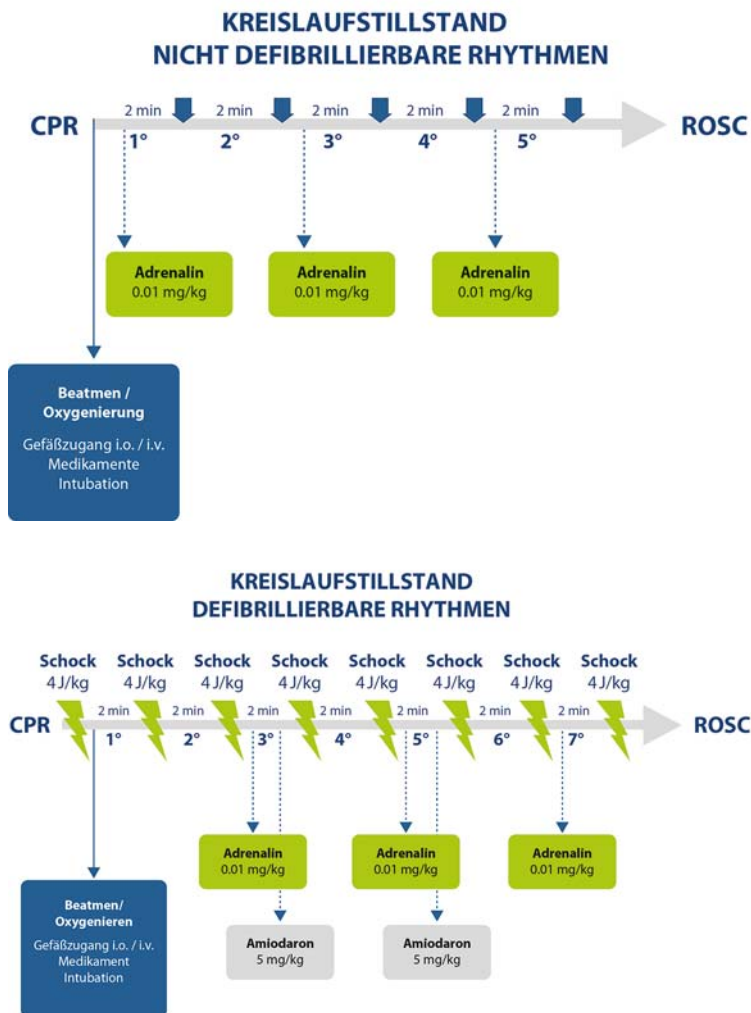 KREISLAUFSTILLSTAND
NICHT DEFIBRILLIERBARE RHYTHMEN
2 min 2 min 2 min 2 min 2 min
CPR ROSC
1° 2° 3° 4° 5°
Adrenalin Adrenalin Adrenalin
0.01 mg/kg 0.01 mg/kg 0.01 mg/kg
Beatmen /
Oxygenierung
Gefäßzugang i.o. / i.v.
Medikamente
Intubation
KREISLAUFSTILLSTAND
DEFIBRILLIERBARE RHYTHMEN
Schock Schock Schock Schock Schock Schock Schock Schock
4 J/kg 4 J/kg 4 J/kg 4 J/kg 4 J/kg 4 J/kg 4 J/kg 4 J/kg
2 min 2 min 2 min 2 min 2 min 2 min 2 min
CPR ROSC
1° 2° 3° 4° 5° 6° 7°
Adrenalin Adrenalin Adrenalin
0.01 mg/kg 0.01 mg/kg 0.01 mg/kg
Beatmen/
Oxygenieren
Gefäßzugang i.o. / i.v.
Medikament
Intubation
Amiodaron Amiodaron
5 mg/kg 5 mg/kg